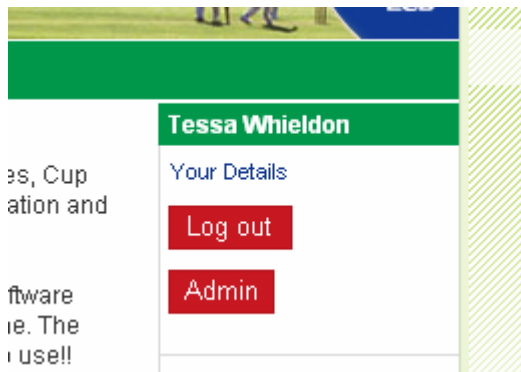 Tessa Whieldon
Your Details
Log out
Admin
es, Cup
ation and
ftware
e. The
use!!